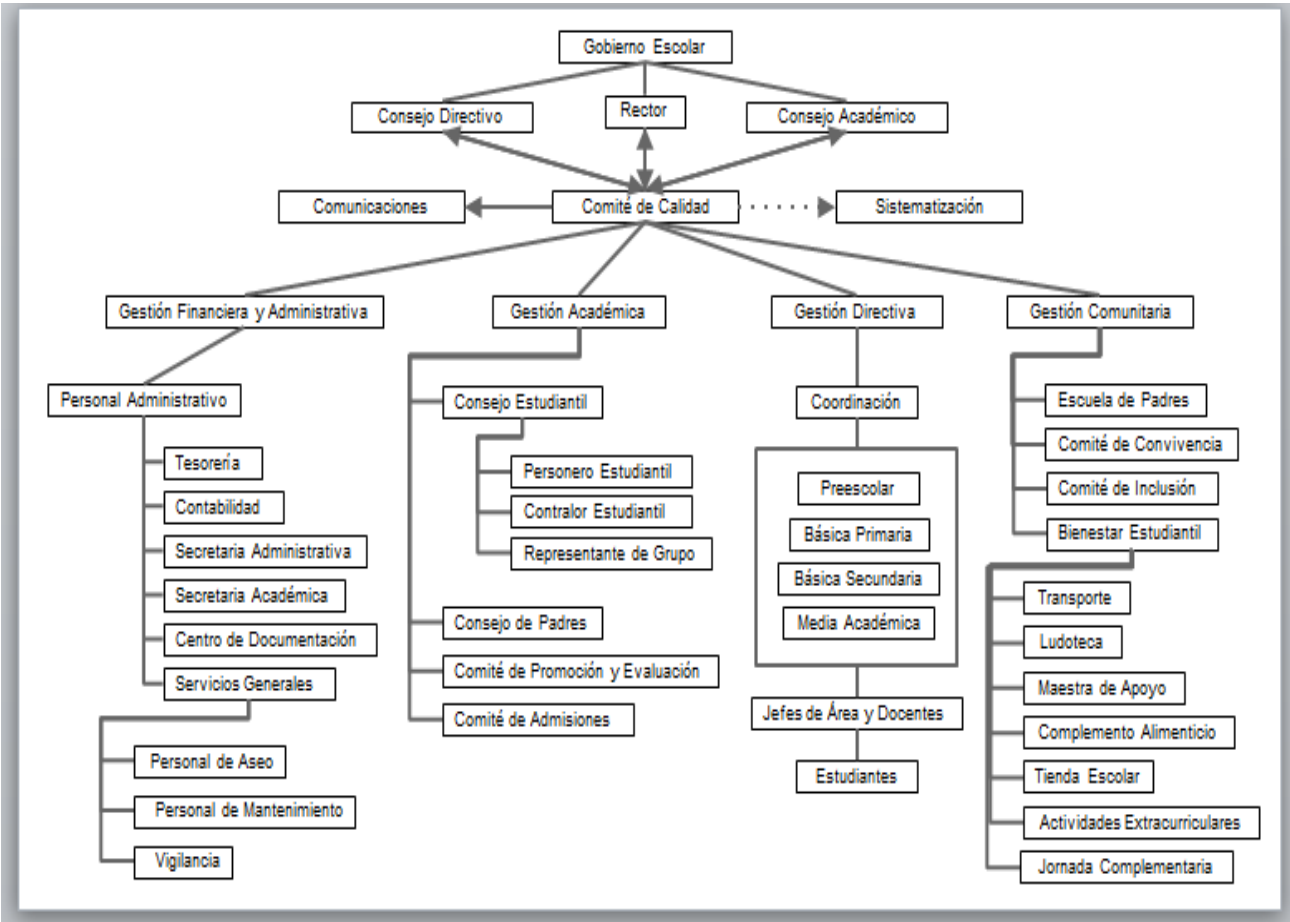 Gobierno Escolar
Consejo Directivo
Rector
Consejo Académico
Comunicaciones
Comité de Calidad
Sistematización
Gestión Financiera y Administrativa
Gestión Académica
Gestión Directiva
Gestión Comunitaria
Personal Administrativo
Tesorería
Contabilidad
Secretaria Administrativa
Secretaria Académica
Centro de Documentación
Servicios Generales
Personal de Aseo
Personal de Mantenimiento
Vigilancia
Consejo Estudiantil
Personero Estudiantil
Contralor Estudiantil
Representante de Grupo
Consejo de Padres
Comité de Promoción y Evaluación
Comité de Admisiones
Coordinación
Preescolar
Básica Primaria
Básica Secundaria
Media Académica
Jefes de Área y Docentes
Estudiantes
Escuela de Padres
Comité de Convivencia
Comité de Inclusión
Bienestar Estudiantil
Transporte
Ludoteca
Maestra de Apoyo
Complemento Alimenticio
Tienda Escolar
Actividades Extracurriculares
Jornada Complementaria